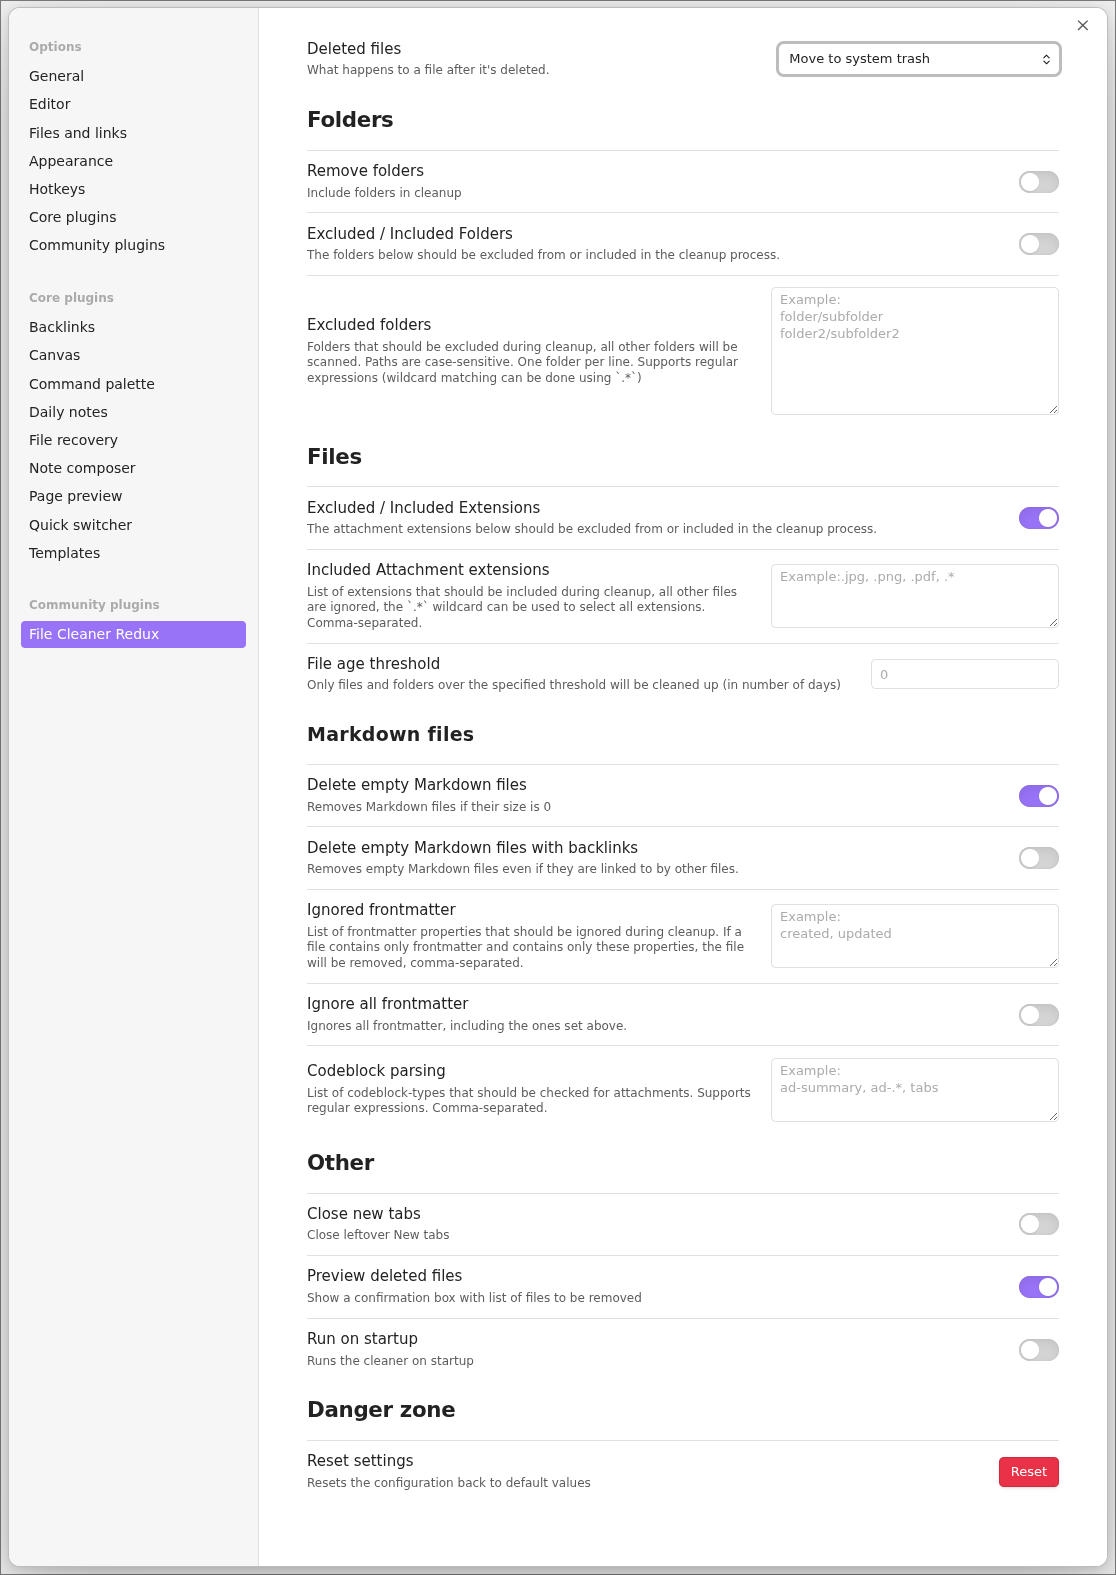 Options
General
Editor
Files and links
Appearance
Hotkeys
Core plugins
Community plugins
Core plugins
Backlinks
Canvas
Command palette
Daily notes
File recovery
Note composer
Page preview
Quick switcher
Templates
Community plugins
File Cleaner Redux
Deleted files
What happens to a file after it's deleted.
Move to system trash
Folders
Remove folders
Include folders in cleanup
Excluded / Included Folders
The folders below should be excluded from or included in the cleanup process.
Excluded folders
Folders that should be excluded during cleanup, all other folders will be
scanned. Paths are case-sensitive. One folder per line. Supports regular
expressions (wildcard matching can be done using `.*`)
Example:
folder/subfolder
folder2/subfolder2
Files
Excluded / Included Extensions
The attachment extensions below should be excluded from or included in the cleanup process.
Included Attachment extensions
List of extensions that should be included during cleanup, all other files
are ignored, the `.*` wildcard can be used to select all extensions.
Comma-separated.
Example:.jpg, .png, .pdf, .*
File age threshold
Only files and folders over the specified threshold will be cleaned up (in number of days)
0
Markdown files
Delete empty Markdown files
Removes Markdown files if their size is 0
Delete empty Markdown files with backlinks
Removes empty Markdown files even if they are linked to by other files.
Ignored frontmatter
List of frontmatter properties that should be ignored during cleanup. If a
file contains only frontmatter and contains only these properties, the file
will be removed, comma-separated.
Example:
created, updated
Ignore all frontmatter
Ignores all frontmatter, including the ones set above.
Codeblock parsing
List of codeblock-types that should be checked for attachments. Supports
regular expressions. Comma-separated.
Example:
ad-summary, ad-.*, tabs
Other
Close new tabs
Close leftover New tabs
Preview deleted files
Show a confirmation box with list of files to be removed
Run on startup
Runs the cleaner on startup
Danger zone
Reset settings
Resets the configuration back to default values
Reset